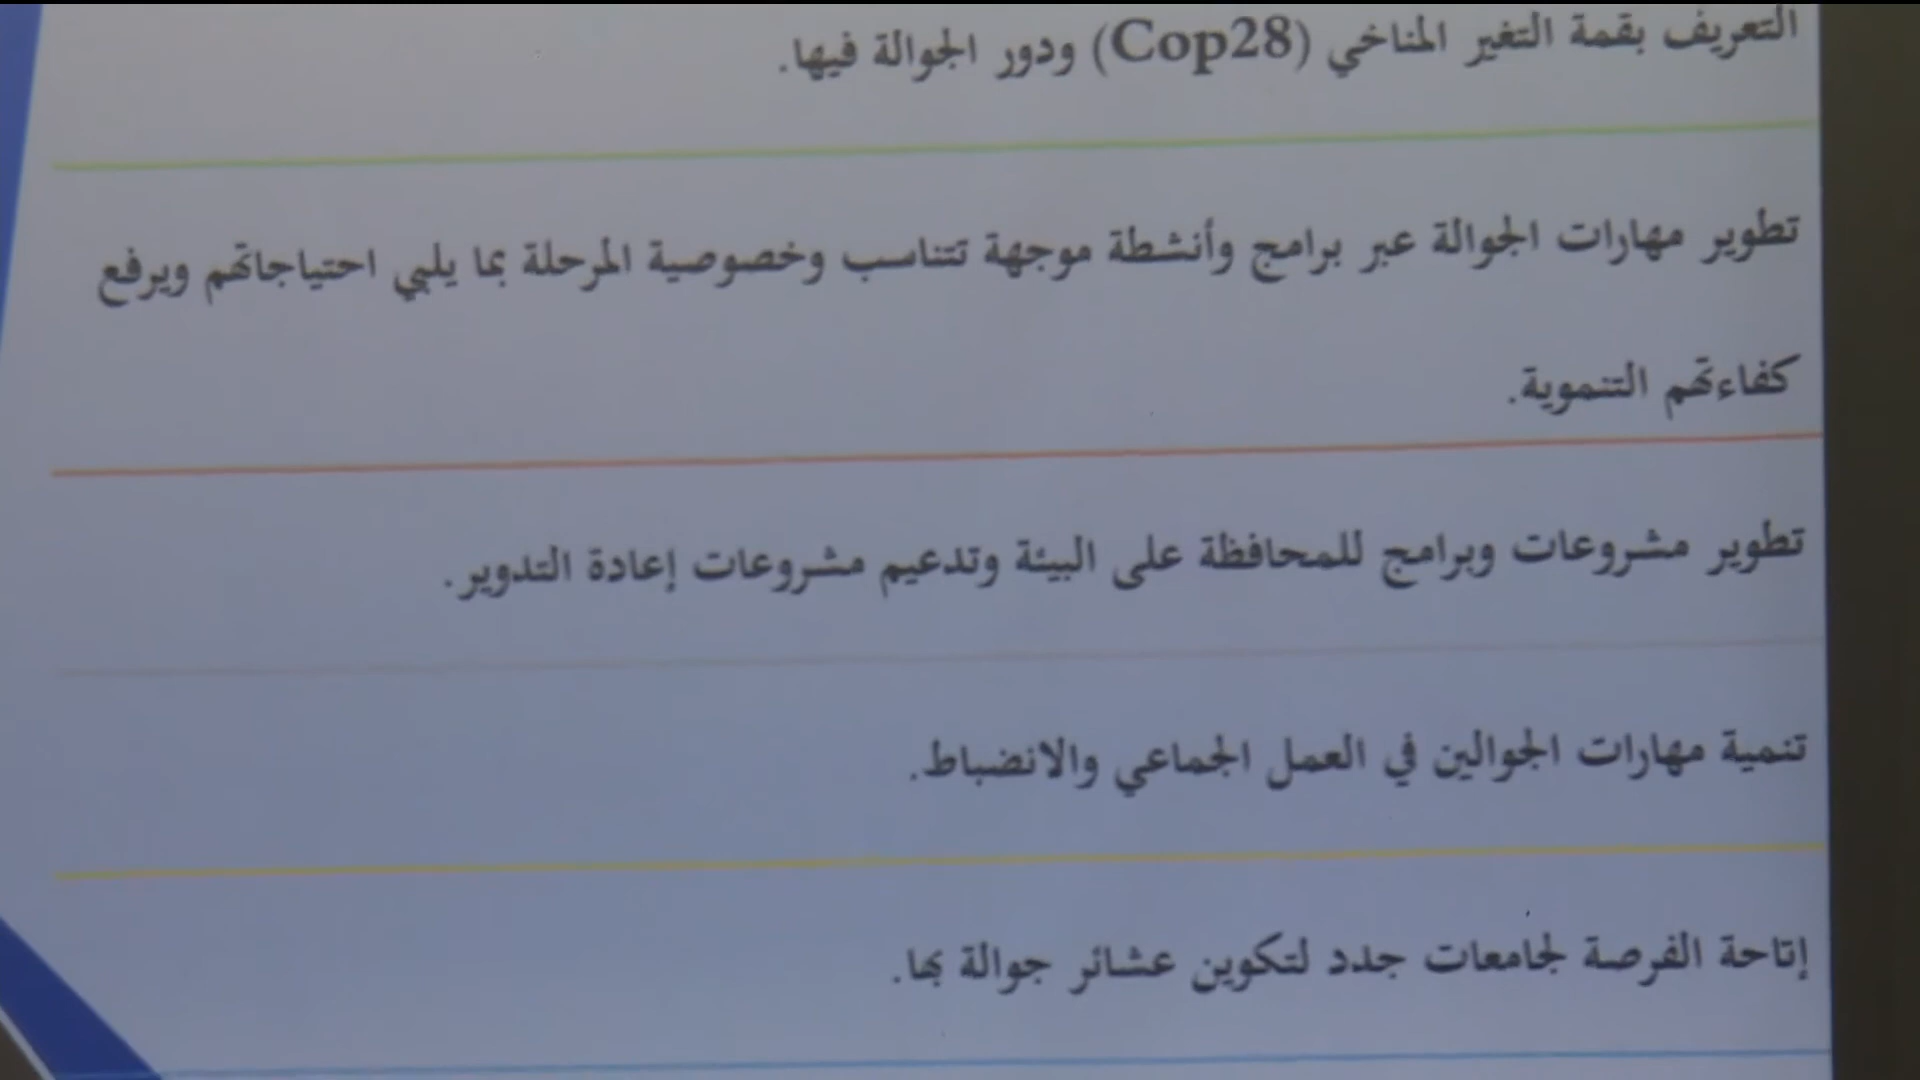 التعريف بقمة التغير المناخي (Cop28) ودور الجوالة فيها.
تطوير مهارات الجوالة عبر برامج وأنشطة موجهة تتناسب وخصوصية المرحلة بما يلبي احتياجاتهم ويرفع
كفاءتهم التنموية.
تطوير مشروعات وبرامج للمحافظة على البيئة وتدعيم مشروعات إعادة التدوير.
تنمية مهارات الجوالين في العمل الجماعي والانضباط.
إتاحة الفرصة لجامعات جدد لتكوين عشائر جوالة بها.